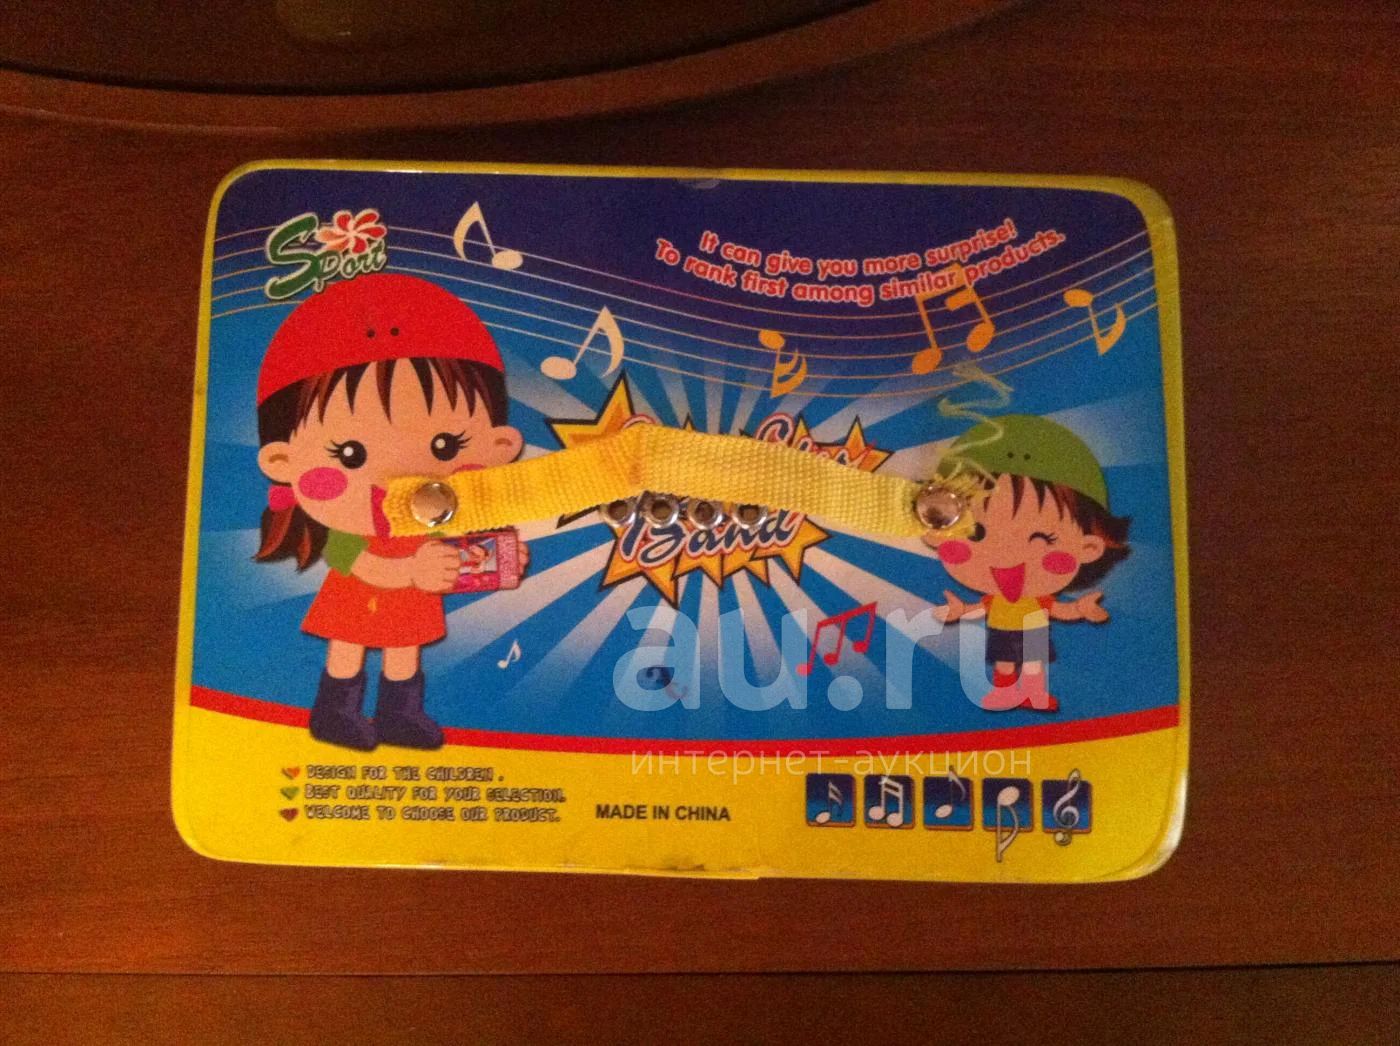 Sport
It can give you more surprise!
To rank first among similar products.
Band
au.ru
интернет-аукцион
DESIGN FOR THE CHILDREN.
BEST QUALITY FOR YOUR SELECTION.
WELCOME TO CHOOSE OUR PRODUCT.
MADE IN CHINA